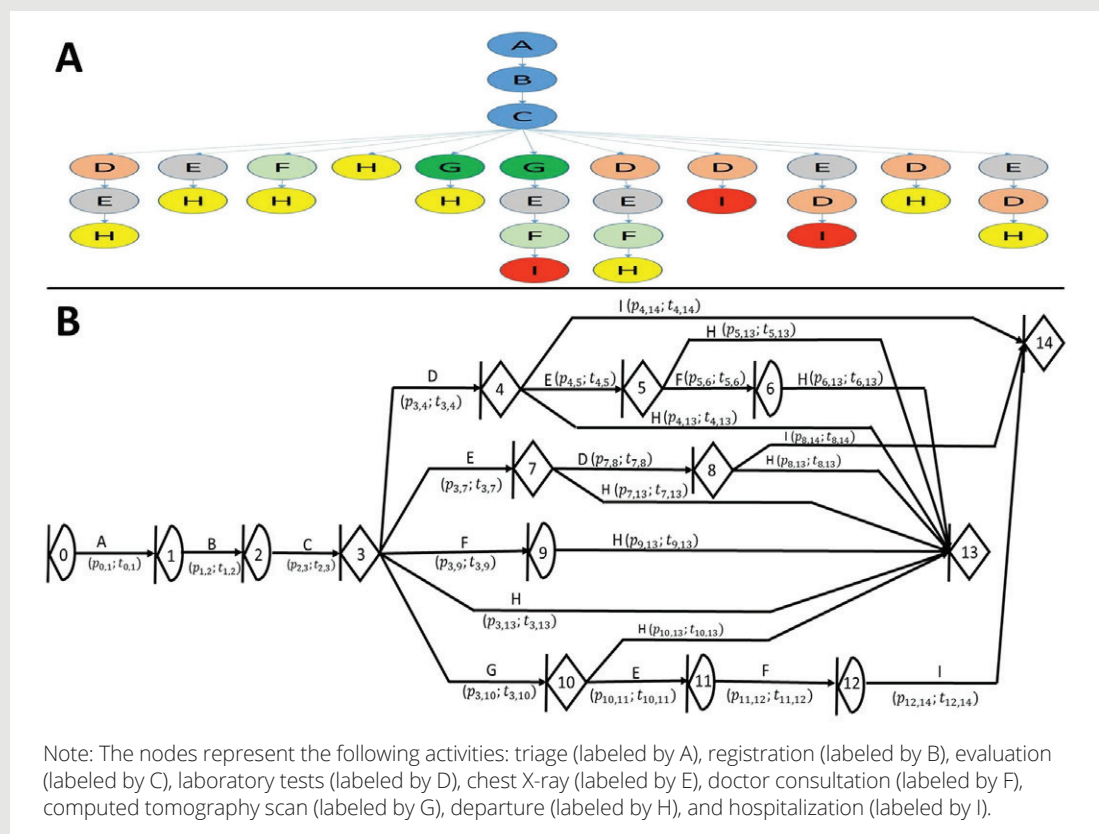 A
A
B
C
D E F H G G D D E D E
E H H H E E I D H D
H F F I H
I H
B
I (p4,14; t4,14)
H (p5,13; t5,13)
14
D
(p3,4; t3,4)
4
E (p4,5; t4,5)
5
F(p5,6; t5,6)
6
H(p6,13; t6,13)
H (p4,13; t4,13)
I(p8,14; t8,14)
E
(p3,7; t3,7)
7
D (p7,8; t7,8)
8
H(p8,13; t8,13)
H (p7,13; t7,13)
0
A
(p0,1; t0,1)
1
B
(p1,2; t1,2)
2
C
(p2,3; t2,3)
3
F
(p3,9; t3,9)
9
H(p9,13; t9,13)
13
H
(p3,13; t3,13)
H (p10,13; t10,13)
G
(p3,10; t3,10)
10
E
(p10,11; t10,11)
11
F
(p11,12; t11,12)
12
I
(p12,14; t12,14)
Note: The nodes represent the following activities: triage (labeled by A), registration (labeled by B), evaluation
(labeled by C), laboratory tests (labeled by D), chest X-ray (labeled by E), doctor consultation (labeled by F),
computed tomography scan (labeled by G), departure (labeled by H), and hospitalization (labeled by I).